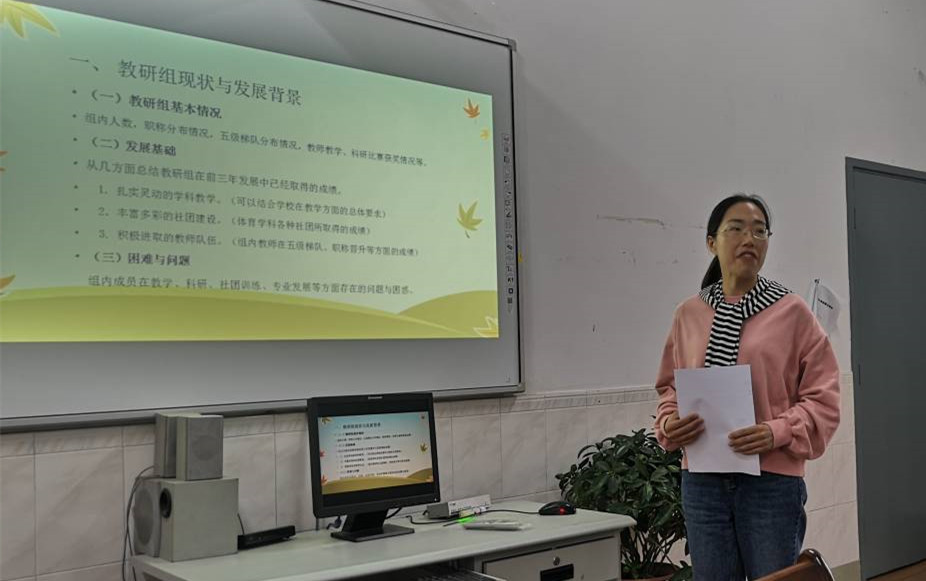 一、教研组现状与发展背景
• （一）教研组基本情况
• 组内人数，职称分布情况，五级梯队分布情况，教师教学、科研比赛获奖情况等。
• （二）发展基础
• 从几方面总结教研组在前三年发展中已经取得的成绩。
• 1. 扎实灵动的学科教学。（可以结合学校在教学方面的总体要求）
• 2. 丰富多彩的社团建设。（体育学科各种社团所取得的成绩）
• 3. 积极进取的教师队伍。（组内教师在五级梯队、职称晋升等方面的成绩）
• （三）困难与问题
组内成员在教学、科研、社团训练、专业发展等方面存在的问题与困惑。